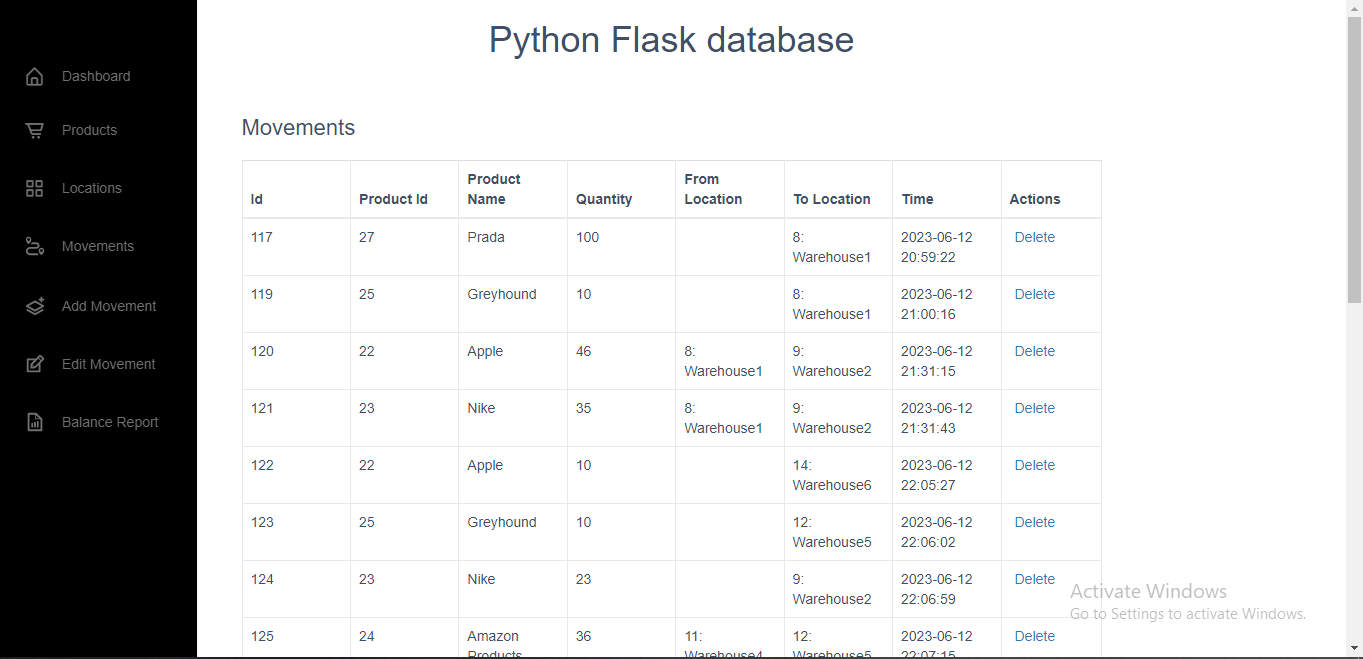 Python Flask database
Dashboard
Products
Locations
Movements
Add Movement
Edit Movement
Balance Report
Movements
Id Product Id Product Name Quantity From Location To Location Time Actions
117 27 Prada 100 8: Warehouse1 2023-06-12 20:59:22 Delete
119 25 Greyhound 10 8: Warehouse1 2023-06-12 21:00:16 Delete
120 22 Apple 46 8: Warehouse1 9: Warehouse2 2023-06-12 21:31:15 Delete
121 23 Nike 35 8: Warehouse1 9: Warehouse2 2023-06-12 21:31:43 Delete
122 22 Apple 10 14: Warehouse6 2023-06-12 22:05:27 Delete
123 25 Greyhound 10 12: Warehouse5 2023-06-12 22:06:02 Delete
124 23 Nike 23 9: Warehouse2 2023-06-12 22:06:59 Delete
125 24 Amazon Products 36 11: Warehouse4 12: Warehouse5 2023-06-12 22:07:15 Delete
Activate Windows
Go to Settings to activate Windows.